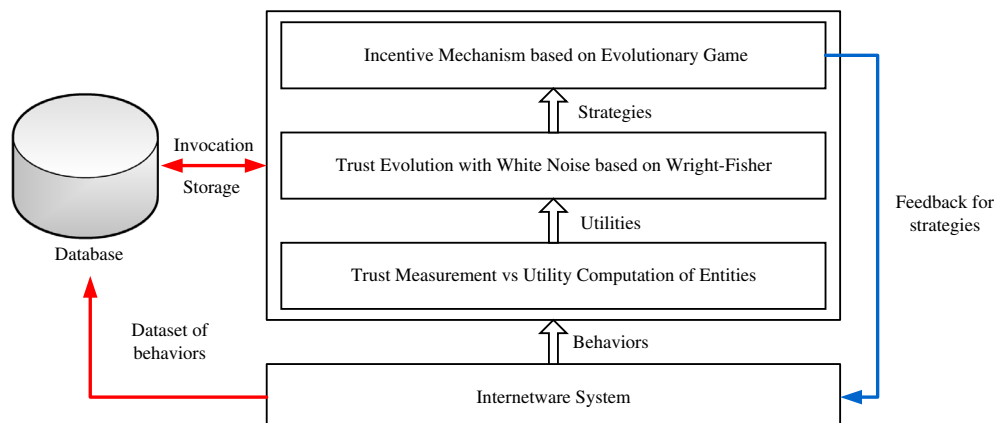 Incentive Mechanism based on Evolutionary Game
Strategies
Invocation
Storage
Trust Evolution with White Noise based on Wright-Fisher
Feedback for
strategies
Utilities
Database
Trust Measurement vs Utility Computation of Entities
Dataset of
behaviors
Behaviors
Internetware System